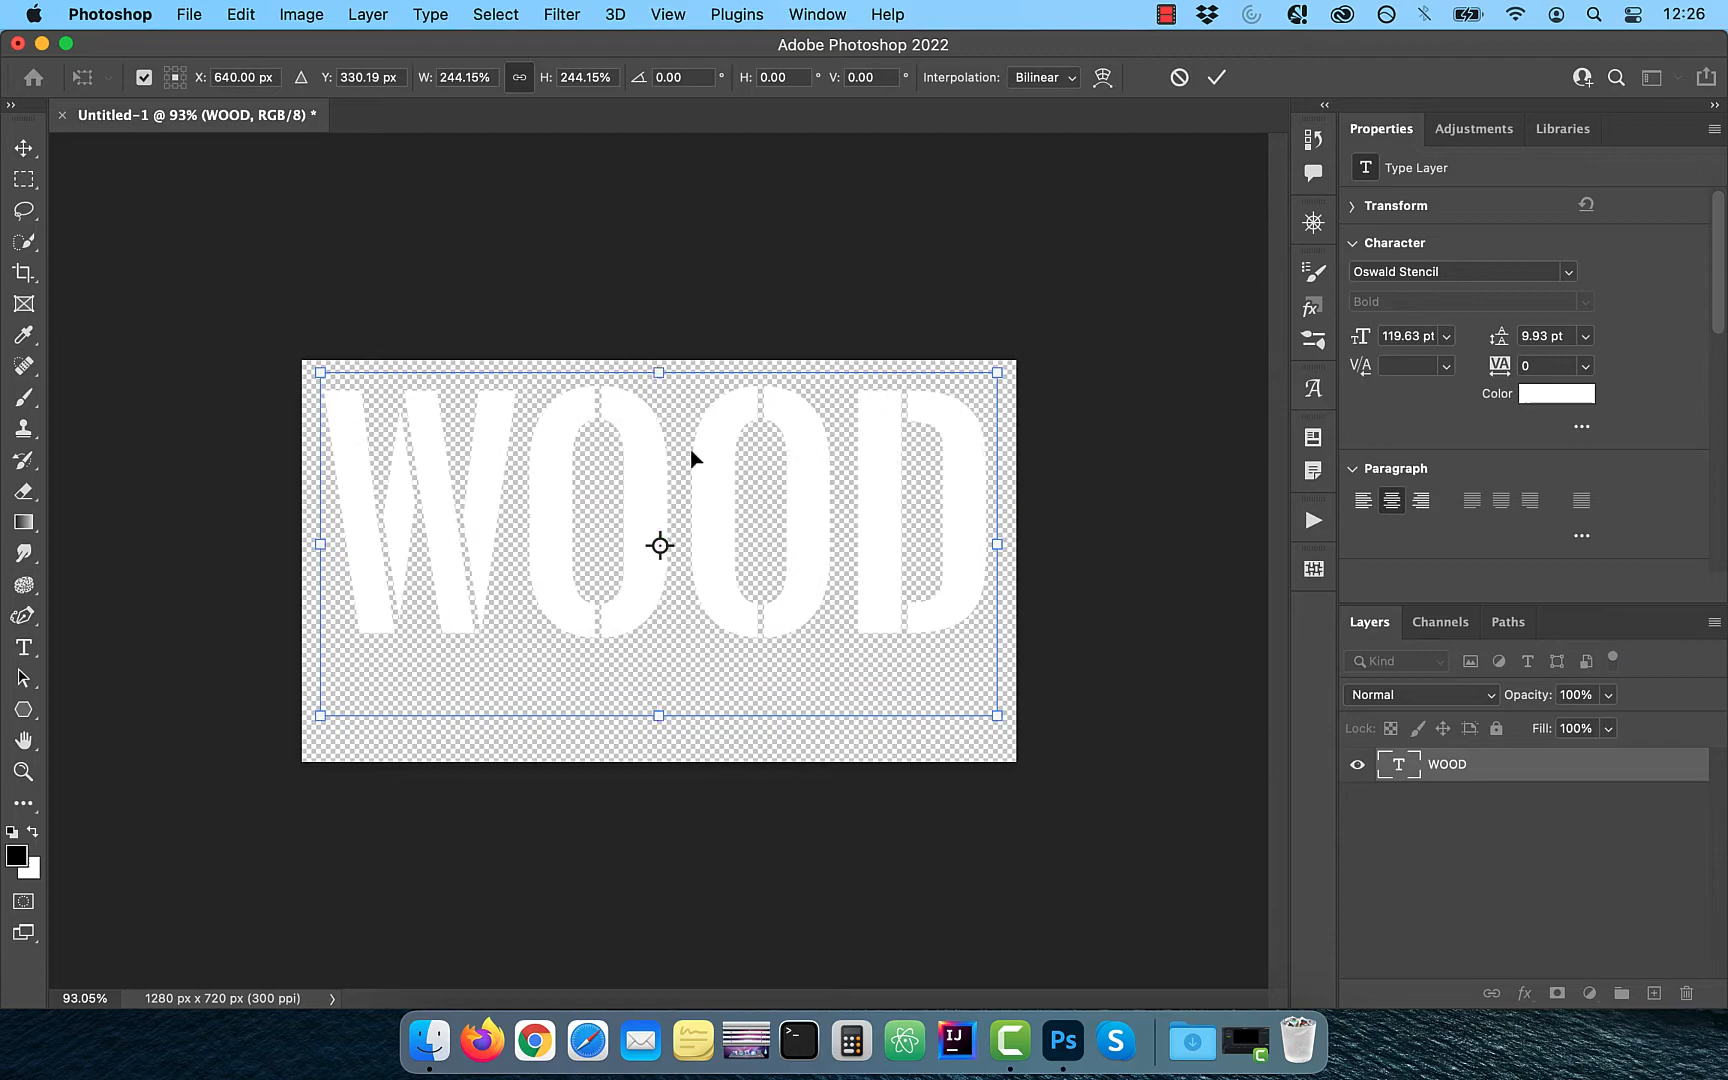 Photoshop File Edit Image Layer Type Select Filter 3D View Plugins Window Help 12:26
Adobe Photoshop 2022
X: 640.00 px Y: 330.19 px W: 244.15% H: 244.15% 0.00 ° H: 0.00 ° V: 0.00 ° Interpolation: Bilinear
Untitled-1 @ 93% (WOOD, RGB/8) *
Properties Adjustments Libraries
T Type Layer
Transform
Character
Oswald Stencil
Bold
119.63 pt 9.93 pt
0
Color
Paragraph
WOOD
Layers Channels Paths
Kind
Normal Opacity: 100%
Lock: Fill: 100%
T WOOD
93.05% 1280 px x 720 px (300 ppi)
IJ C Ps S